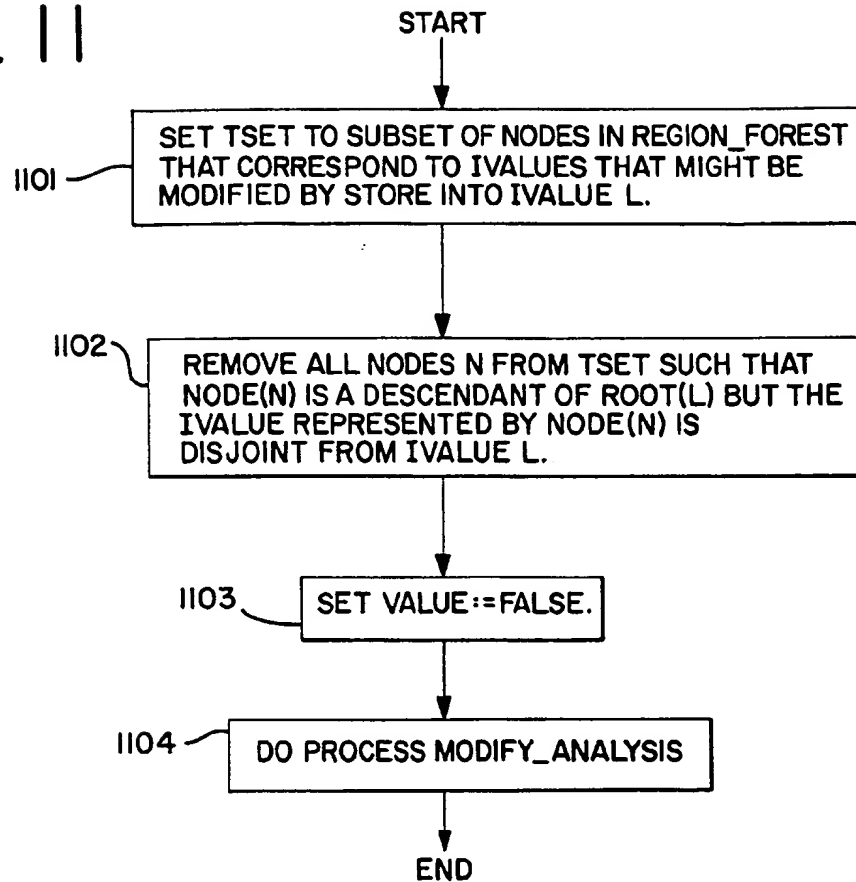 . 11
START
SET TSET TO SUBSET OF NODES IN REGION_FOREST
THAT CORRESPOND TO IVALUES THAT MIGHT BE
MODIFIED BY STORE INTO IVALUE L.
1101
1102
REMOVE ALL NODES N FROM TSET SUCH THAT
NODE(N) IS A DESCENDANT OF ROOT(L) BUT THE
IVALUE REPRESENTED BY NODE(N) IS
DISJOINT FROM IVALUE L.
1103
SET VALUE:=FALSE.
1104
DO PROCESS MODIFY_ANALYSIS
END